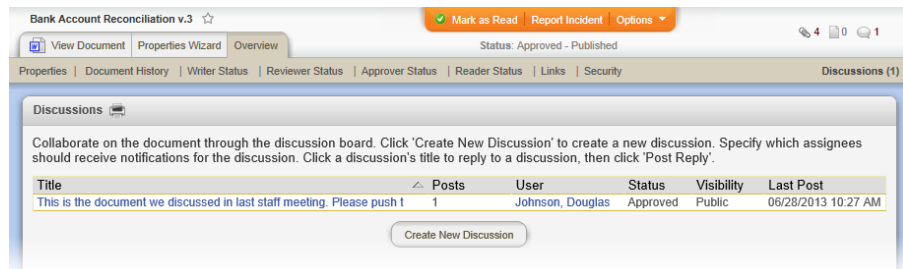 Bank Account Reconciliation v.3
Mark as Read Report Incident Options
4 0 1
View Document Properties Wizard Overview
Status: Approved - Published
Properties | Document History | Writer Status | Reviewer Status | Approver Status | Reader Status | Links | Security Discussions (1)
Discussions
Collaborate on the document through the discussion board. Click 'Create New Discussion' to create a new discussion. Specify which assignees
should receive notifications for the discussion. Click a discussion's title to reply to a discussion, then click 'Post Reply'.
Title Posts User Status Visibility Last Post
This is the document we discussed in last staff meeting. Please push t 1 Johnson, Douglas Approved Public 06/28/2013 10:27 AM
Create New Discussion